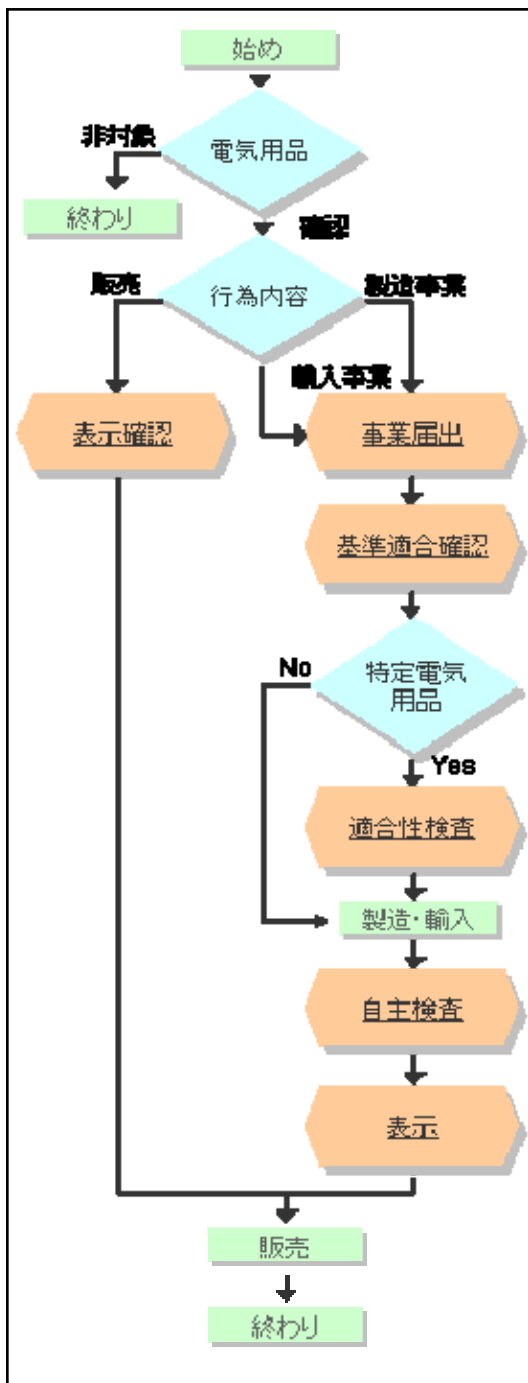 始め
非対象
電気用品
終わり
確認
販売
行為内容
製造事業
輸入事業
表示確認
事業届出
基準適合確認
No
特定電気
用品
Yes
適合性検査
製造・輸入
自主検査
表示
販売
終わり